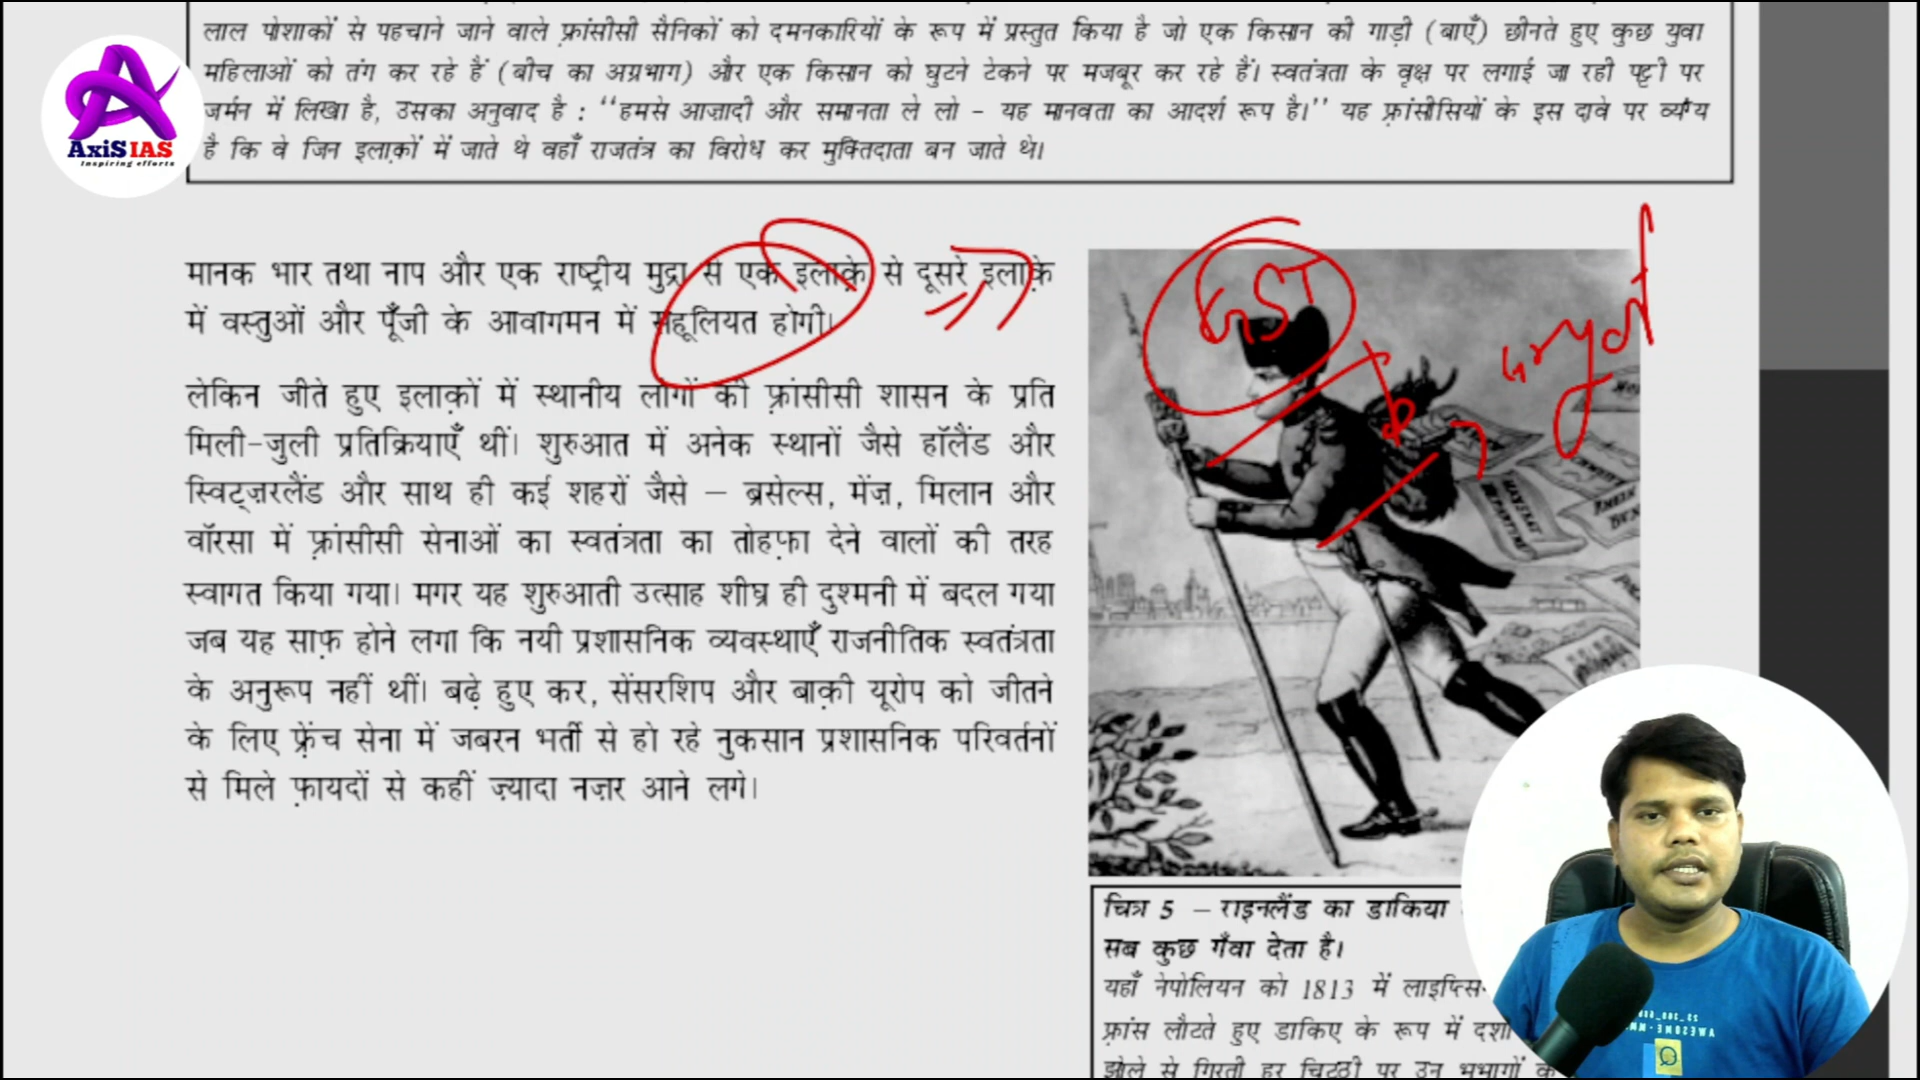 लाल पोशाकों से पहचाने जाने वाले फ़्रांसीसी सैनिकों को दमनकारियों के रूप में प्रस्तुत किया है जो एक किसान की गाड़ी (बाएँ) छीनते हुए कुछ युवा
महिलाओं को तंग कर रहे हैं (बीच का अग्रभाग) और एक किसान को घुटने टेकने पर मजबूर कर रहे हैं। स्वतंत्रता के वृक्ष पर लगाई जा रही पट्टी पर
जर्मन में लिखा है, उसका अनुवाद है : “हमसे आज़ादी और समानता ले लो - यह मानवता का आदर्श रूप है।” यह फ़्रांसीसियों के इस दावे पर व्यंग्य
है कि वे जिन इलाक़ों में जाते थे वहाँ राजतंत्र का विरोध कर मुक्तिदाता बन जाते थे।
AxiS IAS
Inspiring efforts
मानक भार तथा नाप और एक राष्ट्रीय मुद्रा से एक इलाक़े से दूसरे इलाक़े
में वस्तुओं और पूँजी के आवागमन में सहूलियत होगी।
GST
लेकिन जीते हुए इलाक़ों में स्थानीय लोगों की फ़्रांसीसी शासन के प्रति
मिली-जुली प्रतिक्रियाएँ थीं। शुरुआत में अनेक स्थानों जैसे हॉलैंड और
स्विट्ज़रलैंड और साथ ही कई शहरों जैसे – ब्रसेल्स, मेंज़, मिलान और
वॉरसा में फ़्रांसीसी सेनाओं का स्वतंत्रता का तोहफ़ा देने वालों की तरह
स्वागत किया गया। मगर यह शुरुआती उत्साह शीघ्र ही दुश्मनी में बदल गया
जब यह साफ़ होने लगा कि नयी प्रशासनिक व्यवस्थाएँ राजनीतिक स्वतंत्रता
के अनुरूप नहीं थीं। बढ़े हुए कर, सेंसरशिप और बाक़ी यूरोप को जीतने
के लिए फ़्रेंच सेना में जबरन भर्ती से हो रहे नुकसान प्रशासनिक परिवर्तनों
से मिले फ़ायदों से कहीं ज़्यादा नज़र आने लगे।
चित्र 5 – राइनलैंड का डाकिया
सब कुछ गँवा देता है।
यहाँ नेपोलियन को 1813 में
फ़्रांस लौटते हुए डाकिए के रूप में
झोले से गिरती हर चिट्ठी पर उन भूभागों के